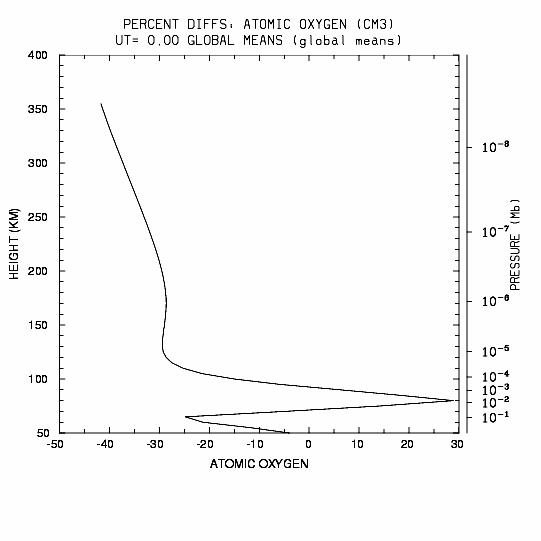 PERCENT DIFFS: ATOMIC OXYGEN (CM3)
UT= 0.00 GLOBAL MEANS (global means)
400
350
300
250
200
150
100
50
HEIGHT (KM)
-50 -40 -30 -20 -10 0 10 20 30
ATOMIC OXYGEN
10⁻⁸
10⁻⁷
10⁻⁶
10⁻⁵
10⁻⁴
10⁻³
10⁻²
10⁻¹
PRESSURE (Mb)